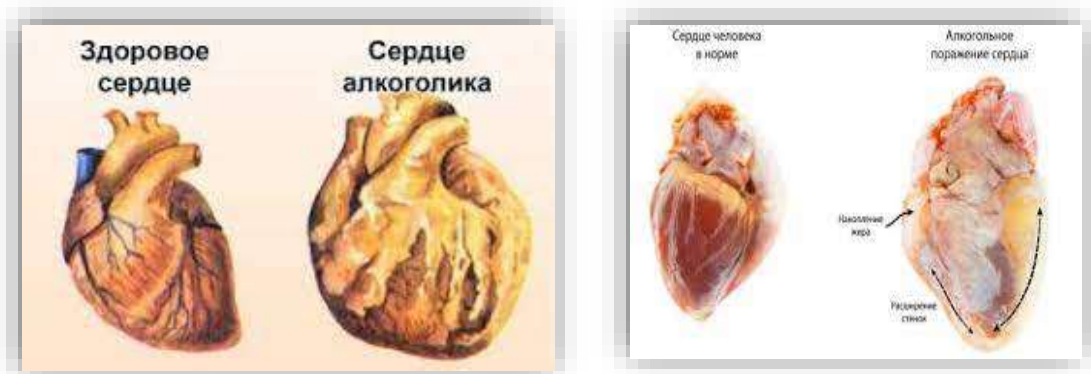 Здоровое
сердце
Сердце
алкоголика
Сердце человека
в норме
Алкогольное
поражение сердца
Накопление
жира
Расширение
стенок